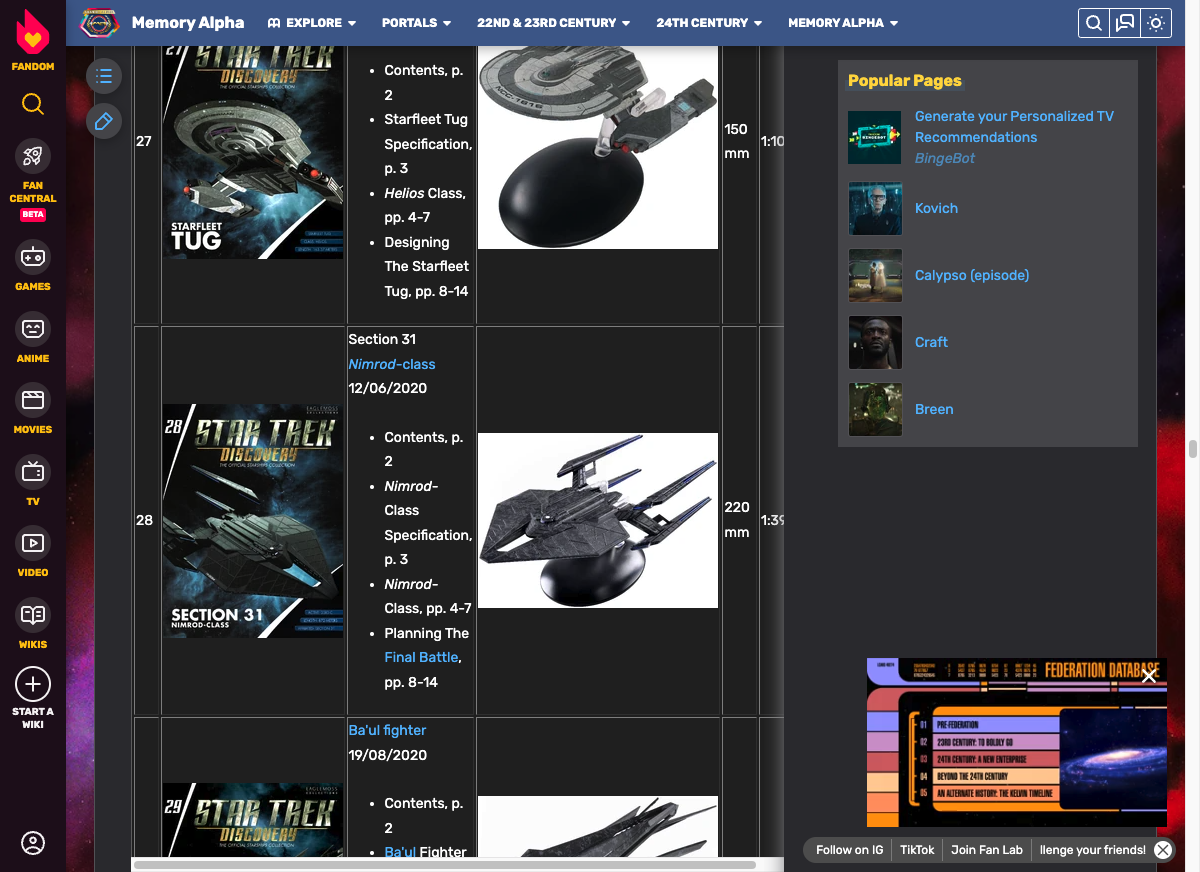 Memory Alpha
EXPLORE
PORTALS
22ND & 23RD CENTURY
24TH CENTURY
MEMORY ALPHA
FANDOM
FAN
CENTRAL
BETA
GAMES
ANIME
MOVIES
TV
VIDEO
WIKIS
START A
WIKI
27
27
STAR TREK
DISCOVERY
THE OFFICIAL STARSHIPS COLLECTION
STARFLEET
TUG
Contents, p.
2
Starfleet Tug
Specification,
p. 3
Helios Class,
pp. 4-7
Designing
The Starfleet
Tug, pp. 8-14
150
mm
1:10
28
EAGLEMOSS
COLLECTIONS
28
STAR TREK
DISCOVERY
THE OFFICIAL STARSHIPS COLLECTION
SECTION 31
NIMROD-CLASS
Section 31
Nimrod-class
12/06/2020
Contents, p.
2
Nimrod-
Class
Specification,
p. 3
Nimrod-
Class, pp. 4-7
Planning The
Final Battle,
pp. 8-14
220
mm
1:39
EAGLEMOSS
COLLECTIONS
29
STAR TREK
DISCOVERY
THE OFFICIAL STARSHIPS COLLECTION
Ba'ul fighter
19/08/2020
Contents, p.
2
Ba'ul Fighter
Popular Pages
Generate your Personalized TV
Recommendations
BingeBot
Kovich
Calypso (episode)
Craft
Breen
FEDERATION DATABASE
01 PRE-FEDERATION
02 23RD CENTURY: TO BOLDLY GO
03 24TH CENTURY: A NEW ENTERPRISE
04 BEYOND THE 24TH CENTURY
05 AN ALTERNATE HISTORY: THE KELVIN TIMELINE
Follow on IG
TikTok
Join Fan Lab
llenge your friends!